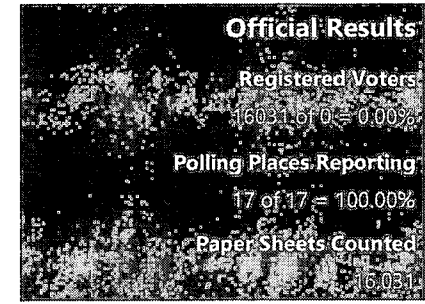 Official Results
Registered Voters
16031 of 0 = 0.00%
Polling Places Reporting
17 of 17 = 100.00%
Paper Sheets Counted
16,031